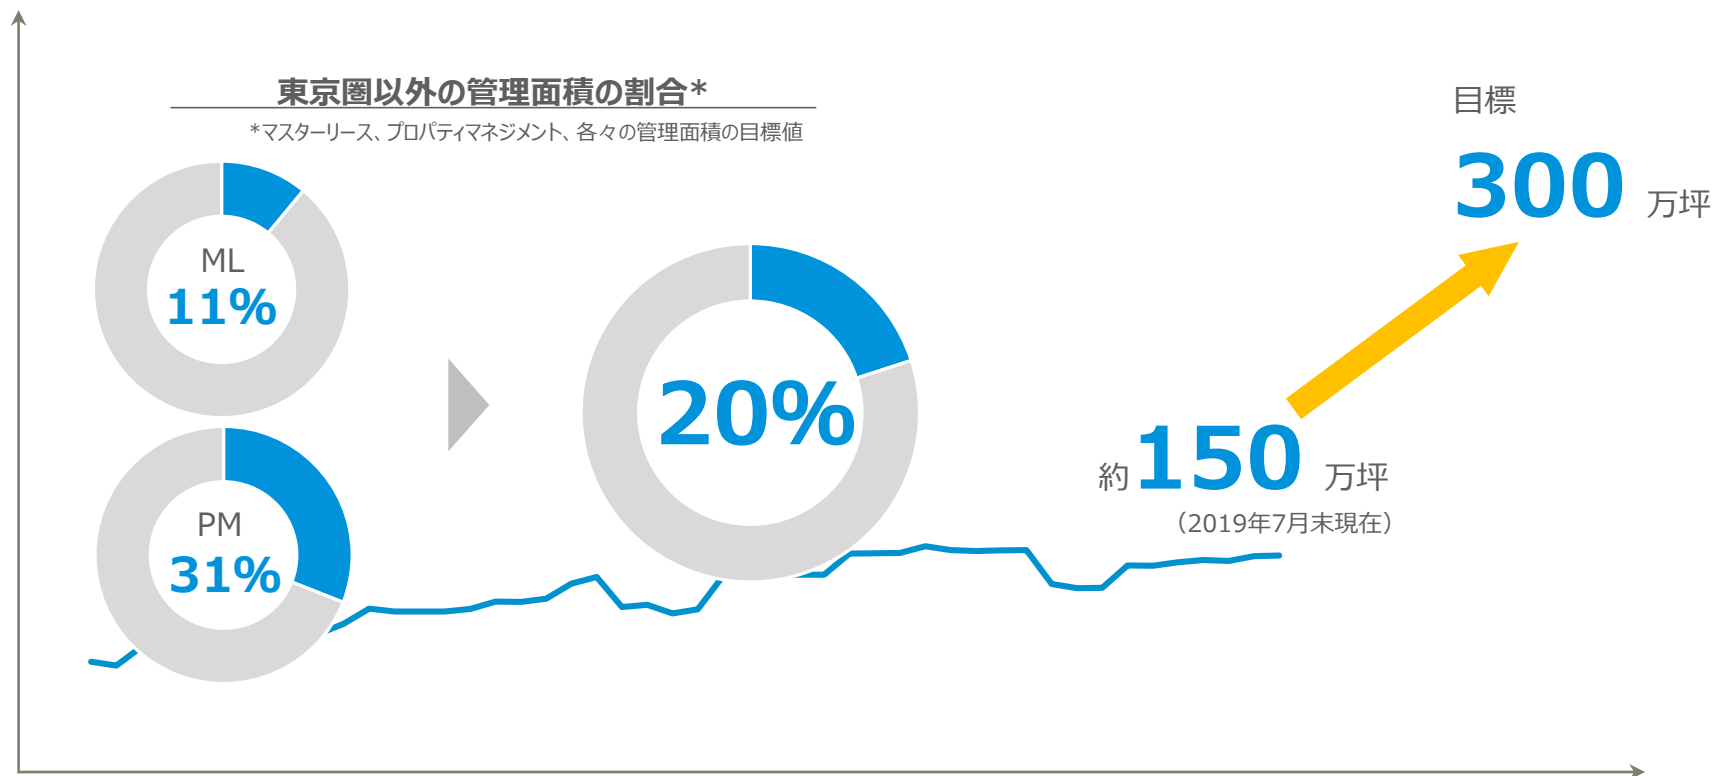 東京圏以外の管理面積の割合*
*マスターリース、プロパティマネジメント、各々の管理面積の目標値
ML
11%
PM
31%
20%
目標
300 万坪
約150 万坪
（2019年7月末現在）